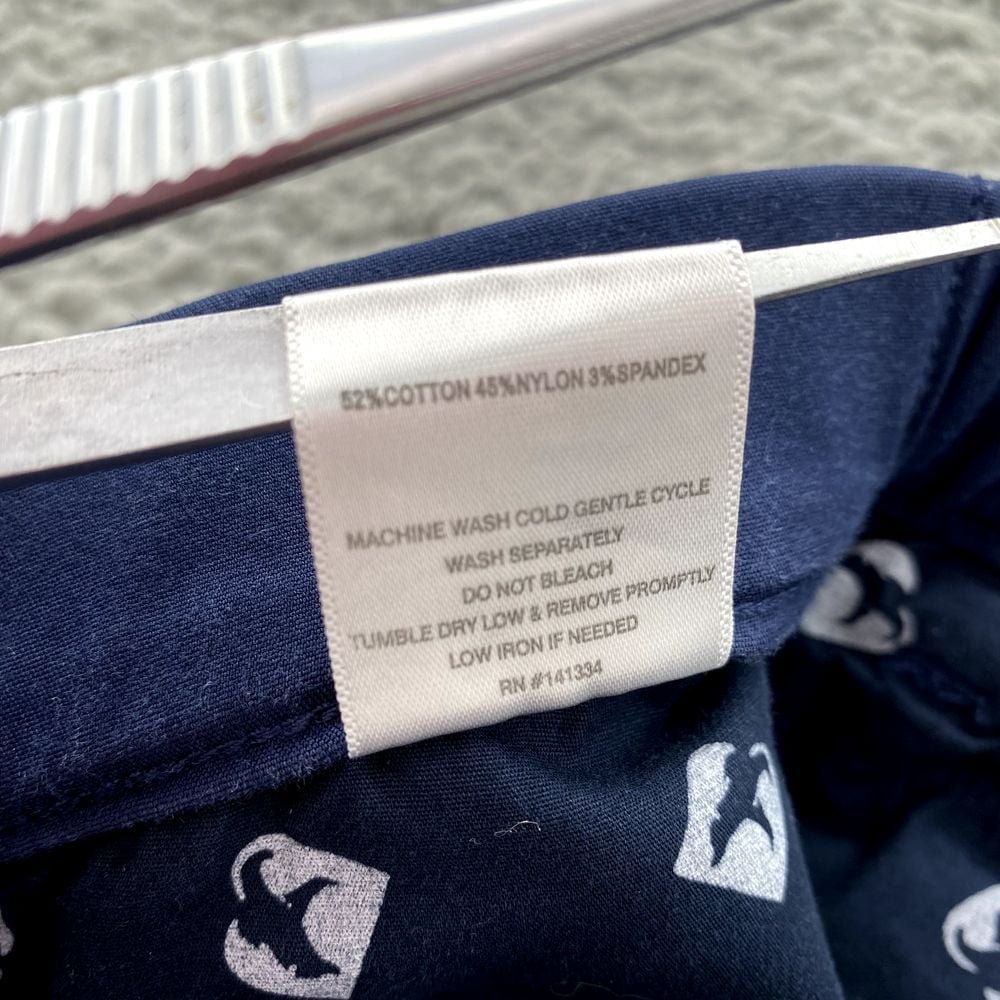 52%COTTON 45%NYLON 3%SPANDEX
MACHINE WASH COLD GENTLE CYCLE
WASH SEPARATELY
DO NOT BLEACH
TUMBLE DRY LOW & REMOVE PROMPTLY
LOW IRON IF NEEDED
RN #141334